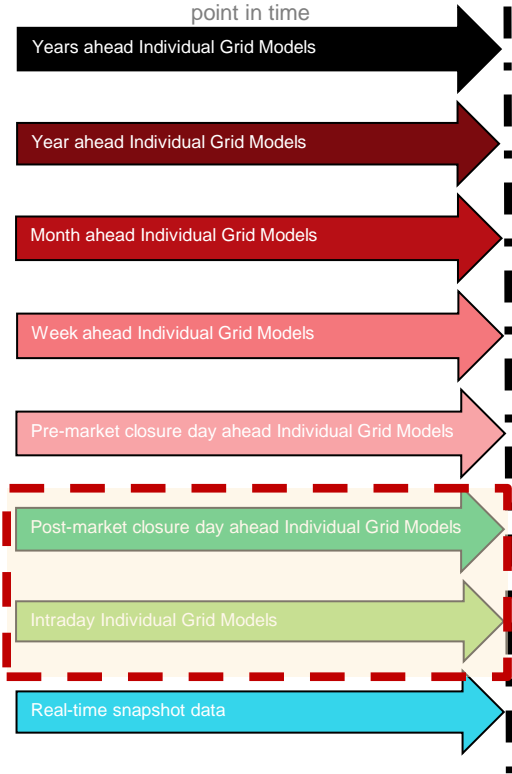 point in time
Years ahead Individual Grid Models
Year ahead Individual Grid Models
Month ahead Individual Grid Models
Week ahead Individual Grid Models
Pre-market closure day ahead Individual Grid Models
Post-market closure day ahead Individual Grid Models
Intraday Individual Grid Models
Real-time snapshot data